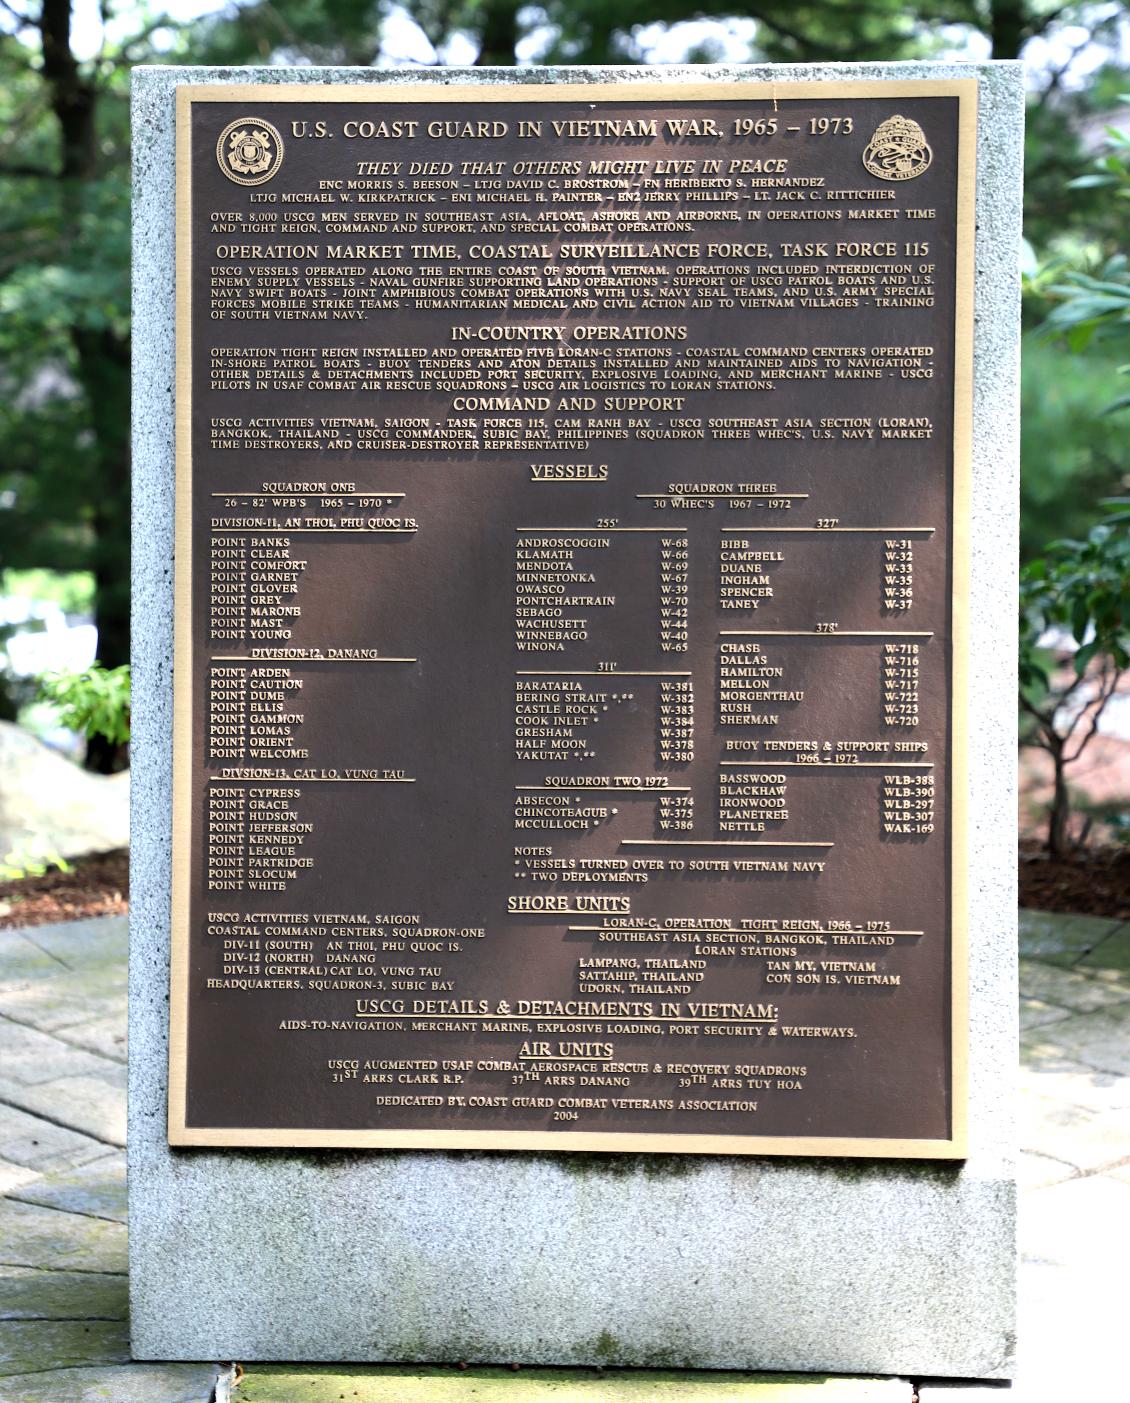 U.S. COAST GUARD IN VIETNAM WAR, 1965 – 1973
THEY DIED THAT OTHERS MIGHT LIVE IN PEACE
ENC MORRIS S. BEESON – LTJG DAVID C. BROSTROM – FN HERIBERTO S. HERNANDEZ
LTJG MICHAEL W. KIRKPATRICK – EN1 MICHAEL H. PAINTER – EN2 JERRY PHILLIPS – LT. JACK C. RITTICHIER
OVER 8,000 USCG MEN SERVED IN SOUTHEAST ASIA, AFLOAT, ASHORE AND AIRBORNE, IN OPERATIONS MARKET TIME
AND TIGHT REIGN, COMMAND AND SUPPORT, AND SPECIAL COMBAT OPERATIONS.
OPERATION MARKET TIME, COASTAL SURVEILLANCE FORCE, TASK FORCE 115
USCG VESSELS OPERATED ALONG THE ENTIRE COAST OF SOUTH VIETNAM. OPERATIONS INCLUDED INTERDICTION OF
ENEMY SUPPLY VESSELS - NAVAL GUNFIRE SUPPORTING LAND OPERATIONS - SUPPORT OF USCG PATROL BOATS AND U.S.
NAVY SWIFT BOATS - JOINT AMPHIBIOUS COMBAT OPERATIONS WITH U.S. NAVY SEAL TEAMS, AND U.S. ARMY SPECIAL
FORCES MOBILE STRIKE TEAMS - HUMANITARIAN MEDICAL AND CIVIL ACTION AID TO VIETNAM VILLAGES - TRAINING
OF SOUTH VIETNAM NAVY.
IN-COUNTRY OPERATIONS
OPERATION TIGHT REIGN INSTALLED AND OPERATED FIVE LORAN-C STATIONS - COASTAL COMMAND CENTERS OPERATED
IN-SHORE PATROL BOATS - BUOY TENDERS AND ATON DETAILS INSTALLED AND MAINTAINED AIDS TO NAVIGATION -
OTHER DETAILS & DETACHMENTS INCLUDED PORT SECURITY, EXPLOSIVE LOADING, AND MERCHANT MARINE - USCG
PILOTS IN USAF COMBAT AIR RESCUE SQUADRONS – USCG AIR LOGISTICS TO LORAN STATIONS.
COMMAND AND SUPPORT
USCG ACTIVITIES VIETNAM, SAIGON - TASK FORCE 115, CAM RANH BAY - USCG SOUTHEAST ASIA SECTION (LORAN),
BANGKOK, THAILAND - USCG COMMANDER, SUBIC BAY, PHILIPPINES (SQUADRON THREE WHEC'S, U.S. NAVY MARKET
TIME DESTROYERS, AND CRUISER-DESTROYER REPRESENTATIVE)
VESSELS
SQUADRON ONE
26 – 82' WPB'S 1965 – 1970 *
DIVISION-11, AN THOI, PHU QUOC IS.
POINT BANKS
POINT CLEAR
POINT COMFORT
POINT GARNET
POINT GLOVER
POINT GREY
POINT MARONE
POINT MAST
POINT YOUNG
DIVISION-12, DANANG
POINT ARDEN
POINT CAUTION
POINT DUME
POINT ELLIS
POINT GAMMON
POINT LOMAS
POINT ORIENT
POINT WELCOME
DIVISION-13, CAT LO, VUNG TAU
POINT CYPRESS
POINT GRACE
POINT HUDSON
POINT JEFFERSON
POINT KENNEDY
POINT LEAGUE
POINT PARTRIDGE
POINT SLOCUM
POINT WHITE
SQUADRON THREE
30 WHEC'S 1967 – 1972
255'
ANDROSCOGGIN W-68
KLAMATH W-66
MENDOTA W-69
MINNETONKA W-67
OWASCO W-39
PONTCHARTRAIN W-70
SEBAGO W-42
WACHUSETT W-44
WINNEBAGO W-40
WINONA W-65
311'
BARATARIA W-381
BERING STRAIT *,** W-382
CASTLE ROCK * W-383
COOK INLET * W-384
GRESHAM W-387
HALF MOON W-378
YAKUTAT *,** W-380
SQUADRON TWO 1972
ABSECON * W-374
CHINCOTEAGUE * W-375
MCCULLOCH * W-386
327'
BIBB W-31
CAMPBELL W-32
DUANE W-33
INGHAM W-35
SPENCER W-36
TANEY W-37
378'
CHASE W-718
DALLAS W-716
HAMILTON W-715
MELLON W-717
MORGENTHAU W-722
RUSH W-723
SHERMAN W-720
BUOY TENDERS & SUPPORT SHIPS
1966 – 1972
BASSWOOD WLB-388
BLACKHAW WLB-390
IRONWOOD WLB-297
PLANETREE WLB-307
NETTLE WAK-169
NOTES
* VESSELS TURNED OVER TO SOUTH VIETNAM NAVY
** TWO DEPLOYMENTS
SHORE UNITS
USCG ACTIVITIES VIETNAM, SAIGON
COASTAL COMMAND CENTERS, SQUADRON-ONE
DIV-11 (SOUTH) AN THOI, PHU QUOC IS.
DIV-12 (NORTH) DANANG
DIV-13 (CENTRAL) CAT LO, VUNG TAU
HEADQUARTERS, SQUADRON-3, SUBIC BAY
LORAN-C, OPERATION TIGHT REIGN, 1966 – 1975
SOUTHEAST ASIA SECTION, BANGKOK, THAILAND
LORAN STATIONS
LAMPANG, THAILAND TAN MY, VIETNAM
SATTAHIP, THAILAND CON SON IS. VIETNAM
UDORN, THAILAND
USCG DETAILS & DETACHMENTS IN VIETNAM:
AIDS-TO-NAVIGATION, MERCHANT MARINE, EXPLOSIVE LOADING, PORT SECURITY & WATERWAYS.
AIR UNITS
USCG AUGMENTED USAF COMBAT AEROSPACE RESCUE & RECOVERY SQUADRONS
31ST ARRS CLARK R.P. 37TH ARRS DANANG 39TH ARRS TUY HOA
DEDICATED BY, COAST GUARD COMBAT VETERANS ASSOCIATION
2004